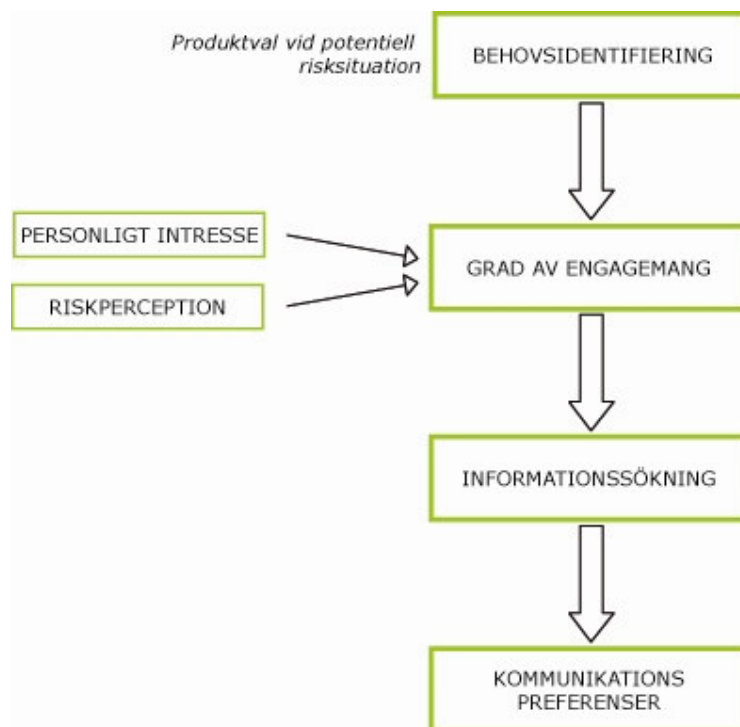 Produktval vid potentiell
risksituation
BEHOVSIDENTIFIERING
PERSONLIGT INTRESSE
GRAD AV ENGAGEMANG
RISKPERCEPTION
INFORMATIONSSÖKNING
KOMMUNIKATIONS
PREFERENSER